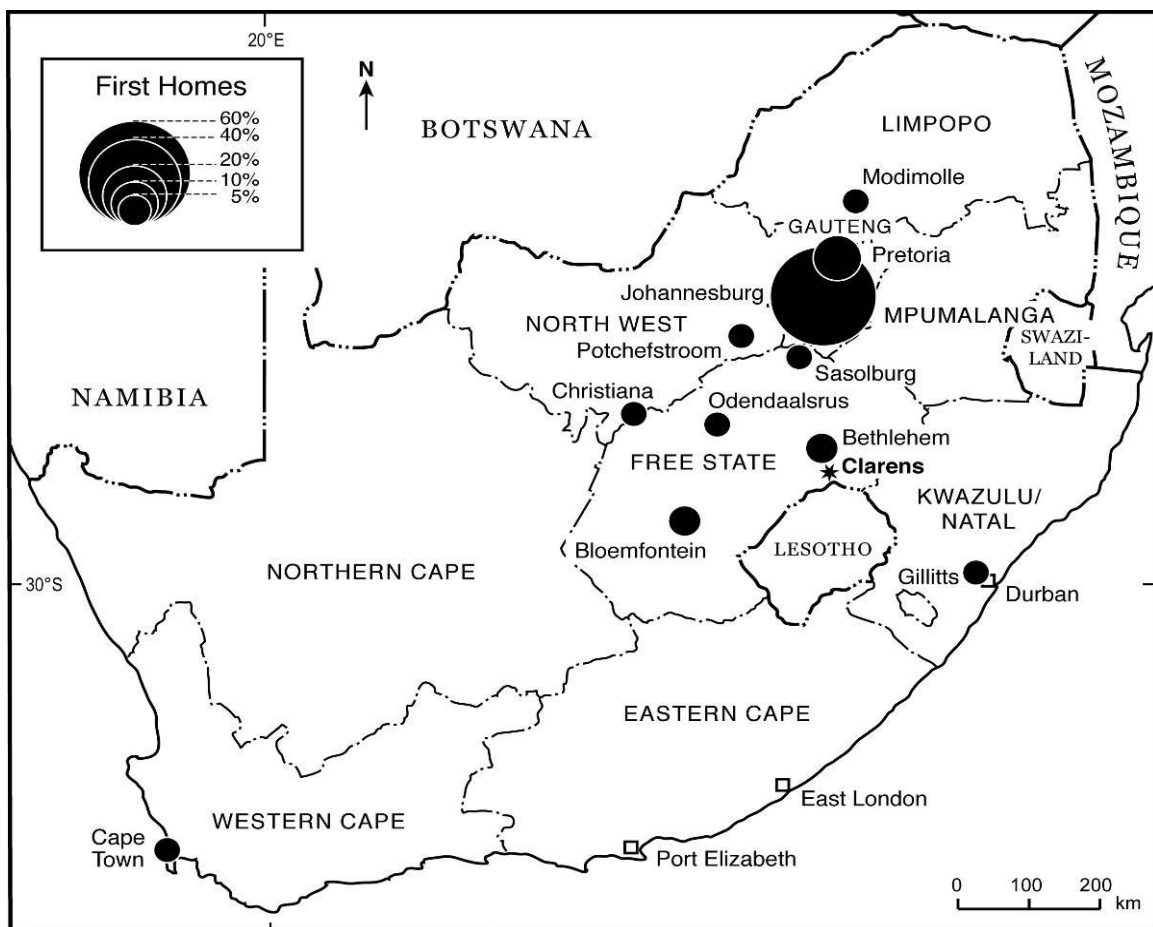 20°E
First Homes
60%
40%
20%
10%
5%
N
BOTSWANA
LIMPOPO
MOZAMBIQUE
Modimolle
GAUTENG
Pretoria
Johannesburg
MPUMALANGA
NORTH WEST
SWAZI-
LAND
Potchefstroom
Sasolburg
Christiana
Odendaalsrus
NAMIBIA
Bethlehem
FREE STATE
Clarens
KWAZULU/
NATAL
Bloemfontein
LESOTHO
NORTHERN CAPE
Gillitts
30°S
Durban
EASTERN CAPE
East London
WESTERN CAPE
Cape
Town
Port Elizabeth
0 100 200
km